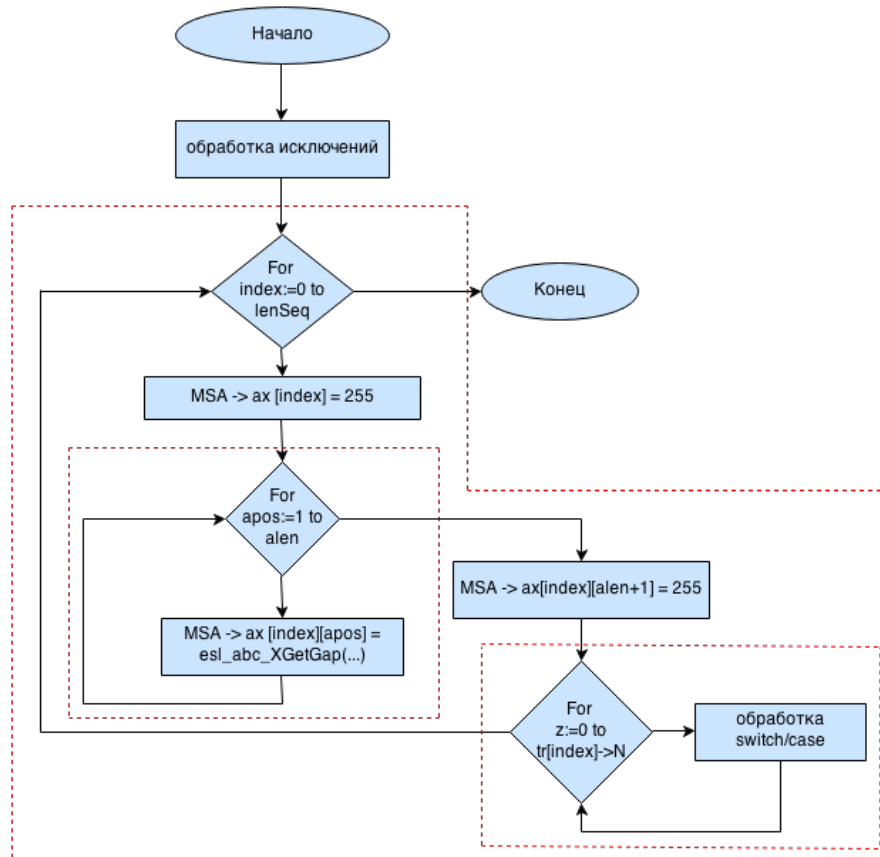 Начало
обработка исключений
For
index:=0 to
lenSeq
Конец
MSA -> ax [index] = 255
For
apos:=1 to
alen
MSA -> ax[index][alen+1] = 255
MSA -> ax [index][apos] =
esl_abc_XGetGap(...)
For
z:=0 to
tr[index]->N
обработка
switch/case